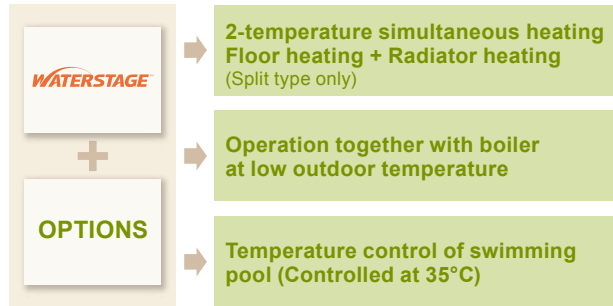 WATERSTAGE™
+
OPTIONS
2-temperature simultaneous heating
Floor heating + Radiator heating
(Split type only)
Operation together with boiler
at low outdoor temperature
Temperature control of swimming
pool (Controlled at 35°C)